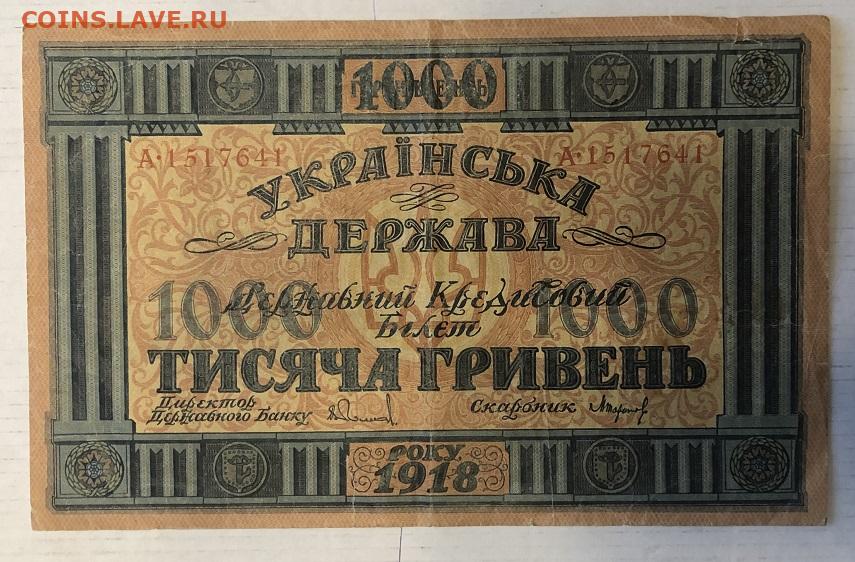 COINS.LAVE.RU
1000
ГРИВЕНЬ
А·1517641 А·1517641
УКРАЇНСЬКА
ДЕРЖАВА
Державний Кредитовий
1000 1000
Білет
ТИСЯЧА ГРИВЕНЬ
Директор
Державного Банку Скарбник
РОКУ
1918